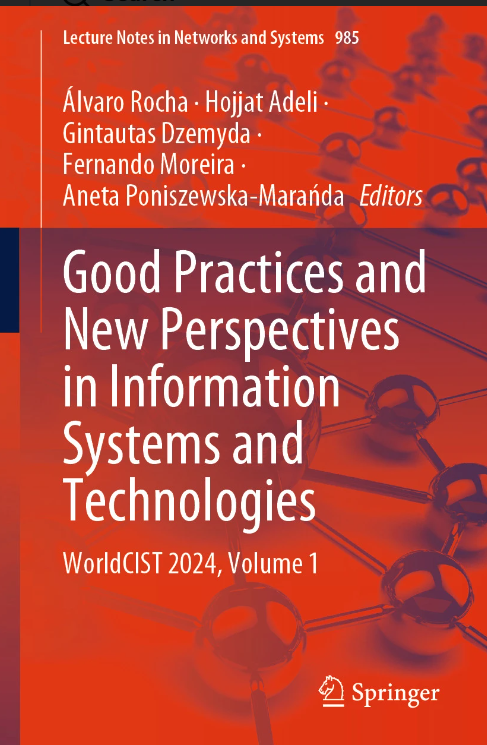 Lecture Notes in Networks and Systems 985
Álvaro Rocha · Hojjat Adeli ·
Gintautas Dzemyda ·
Fernando Moreira ·
Aneta Poniszewska-Marańda Editors
Good Practices and
New Perspectives
in Information
Systems and
Technologies
WorldCIST 2024, Volume 1
Springer